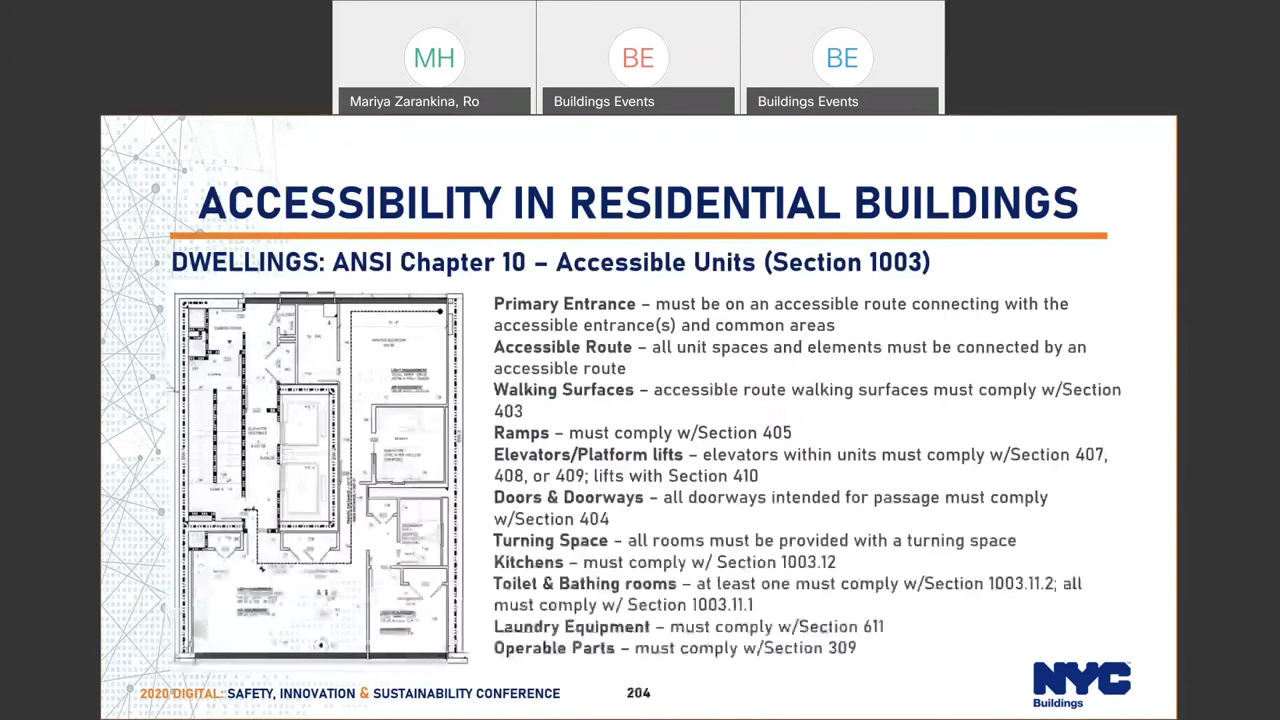 MH
BE
BE
Mariya Zarankina, Ro
Buildings Events
Buildings Events
ACCESSIBILITY IN RESIDENTIAL BUILDINGS
DWELLINGS: ANSI Chapter 10 – Accessible Units (Section 1003)
Primary Entrance – must be on an accessible route connecting with the
accessible entrance(s) and common areas
Accessible Route – all unit spaces and elements must be connected by an
accessible route
Walking Surfaces – accessible route walking surfaces must comply w/Section
403
Ramps – must comply w/Section 405
Elevators/Platform lifts – elevators within units must comply w/Section 407,
408, or 409; lifts with Section 410
Doors & Doorways – all doorways intended for passage must comply
w/Section 404
Turning Space – all rooms must be provided with a turning space
Kitchens – must comply w/ Section 1003.12
Toilet & Bathing rooms – at least one must comply w/Section 1003.11.2; all
must comply w/ Section 1003.11.1
Laundry Equipment – must comply w/Section 611
Operable Parts – must comply w/Section 309
2020 DIGITAL: SAFETY, INNOVATION & SUSTAINABILITY CONFERENCE
204
NYC
Buildings